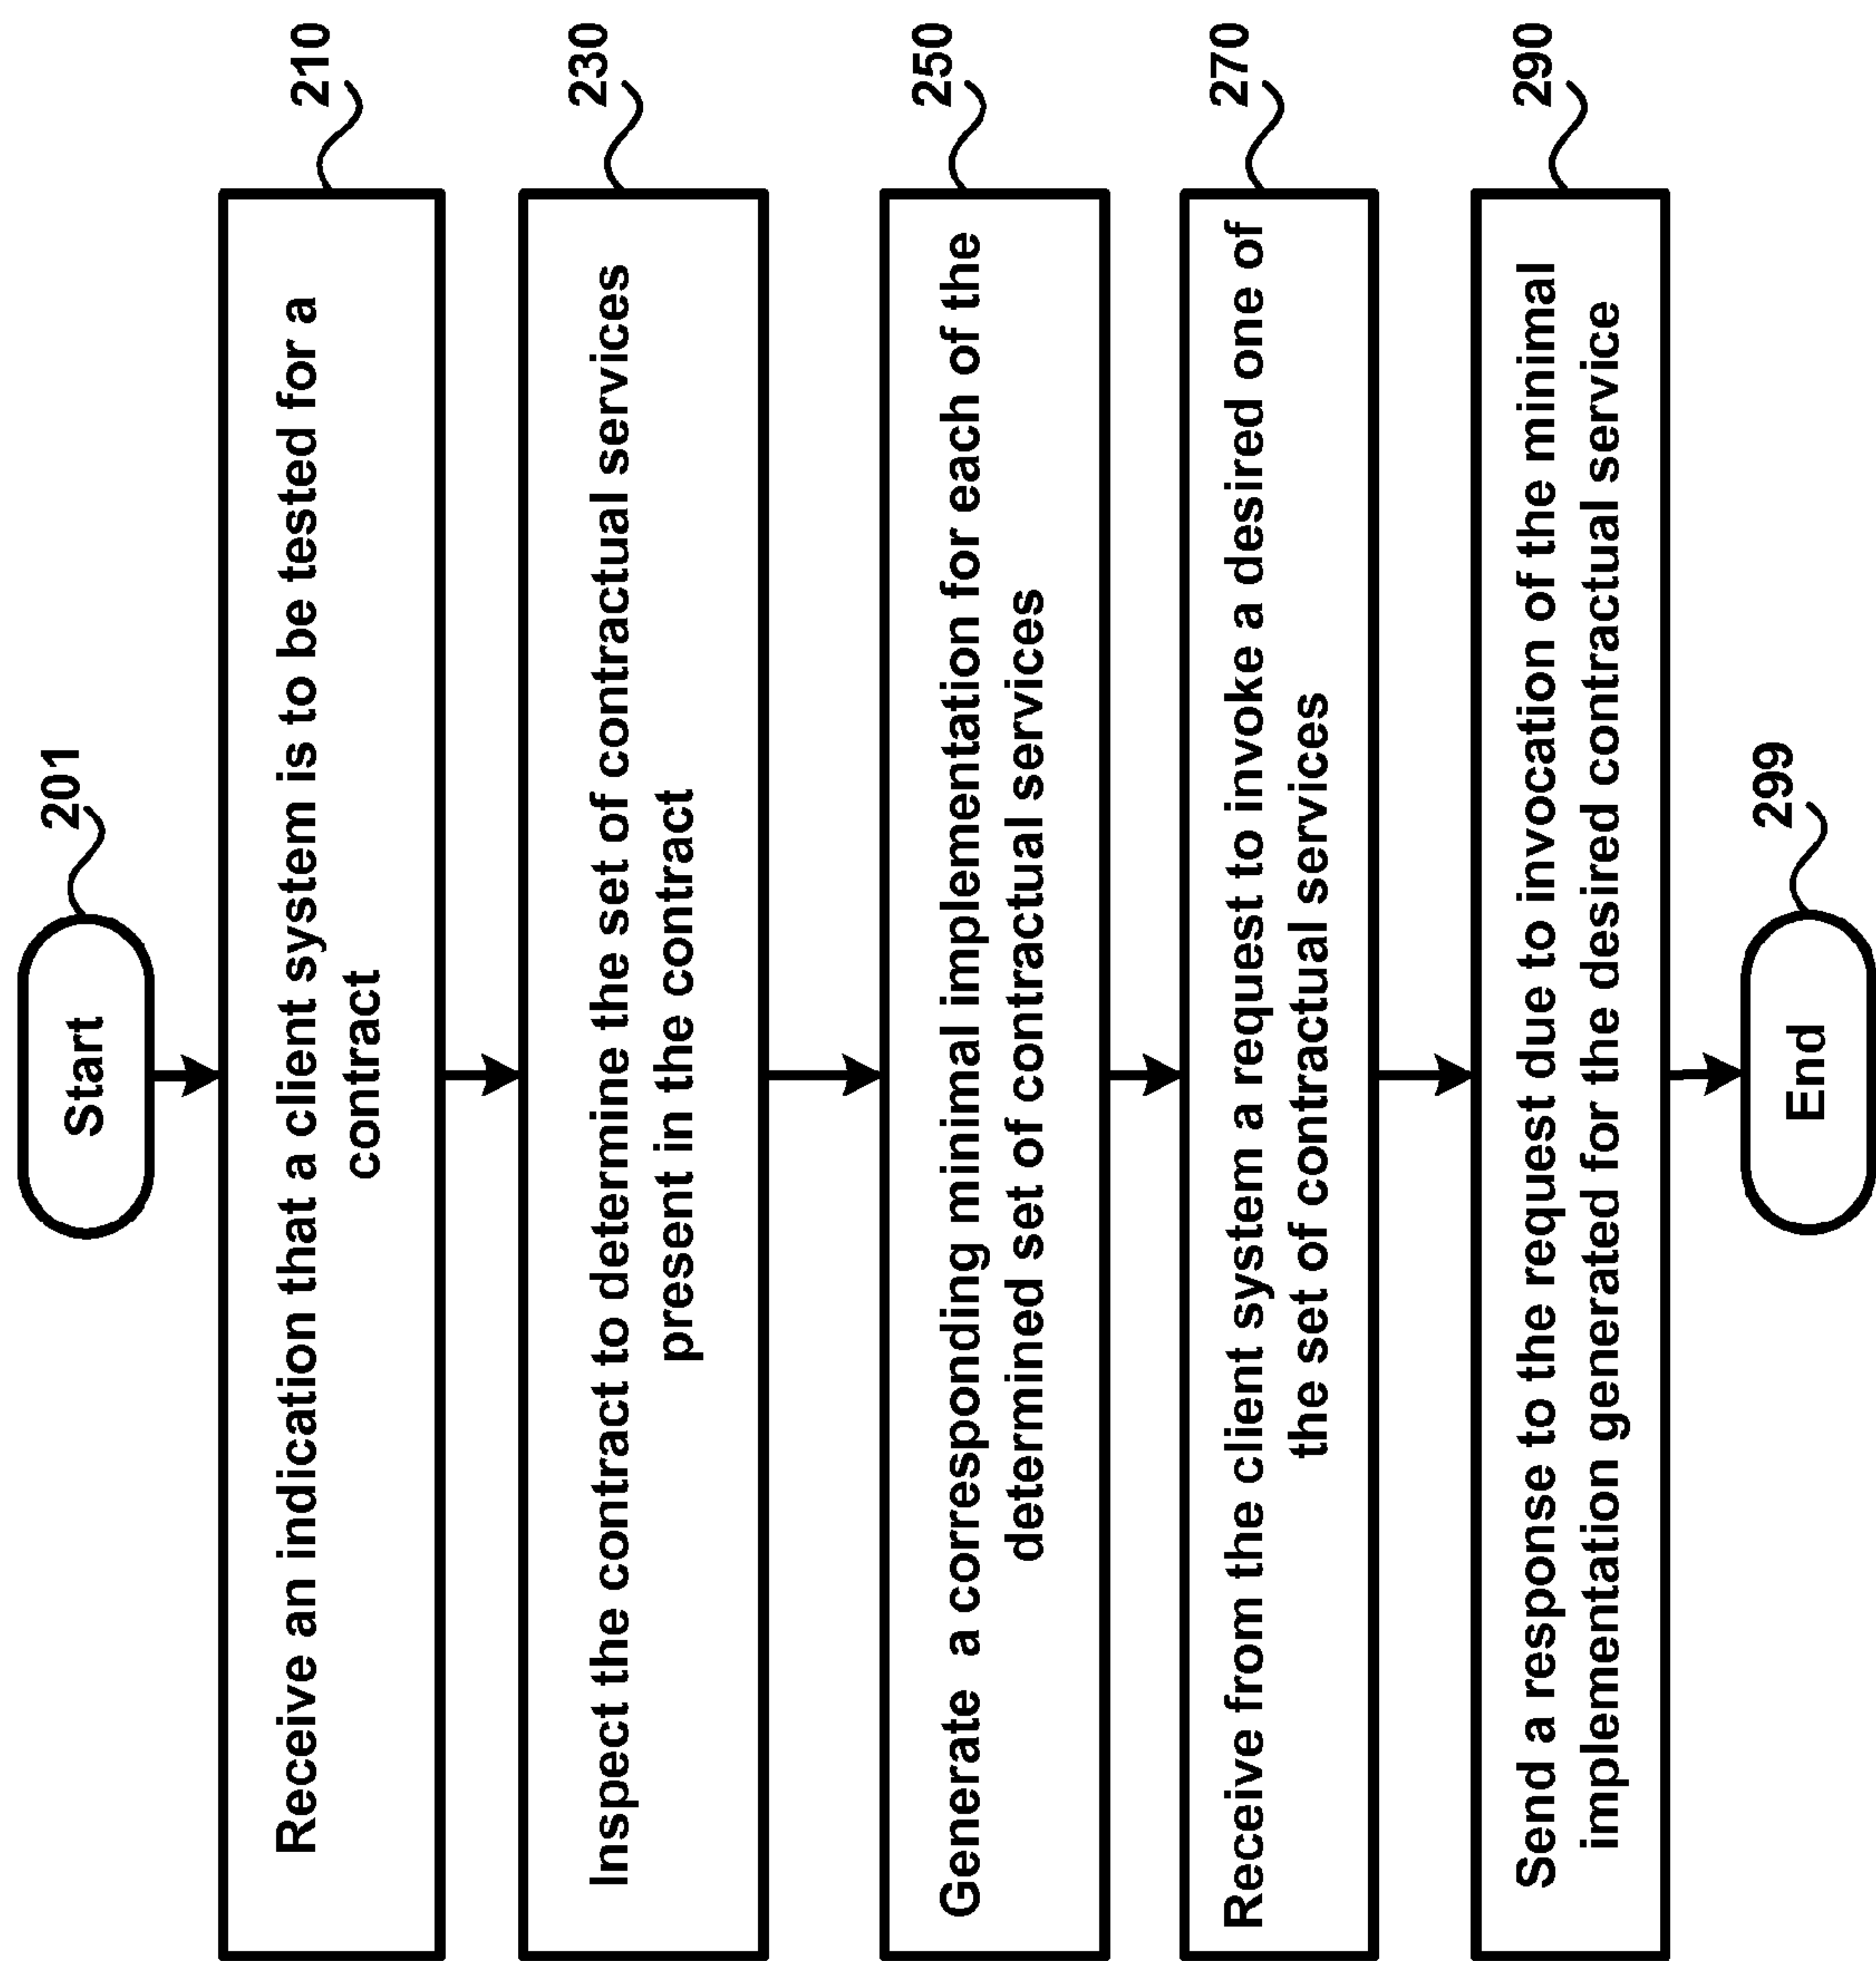 201
Start
210
Receive an indication that a client system is to be tested for a
contract
230
Inspect the contract to determine the set of contractual services
present in the contract
250
Generate a corresponding minimal implementation for each of the
determined set of contractual services
270
Receive from the client system a request to invoke a desired one of
the set of contractual services
290
Send a response to the request due to invocation of the minimal
implementation generated for the desired contractual service
299
End